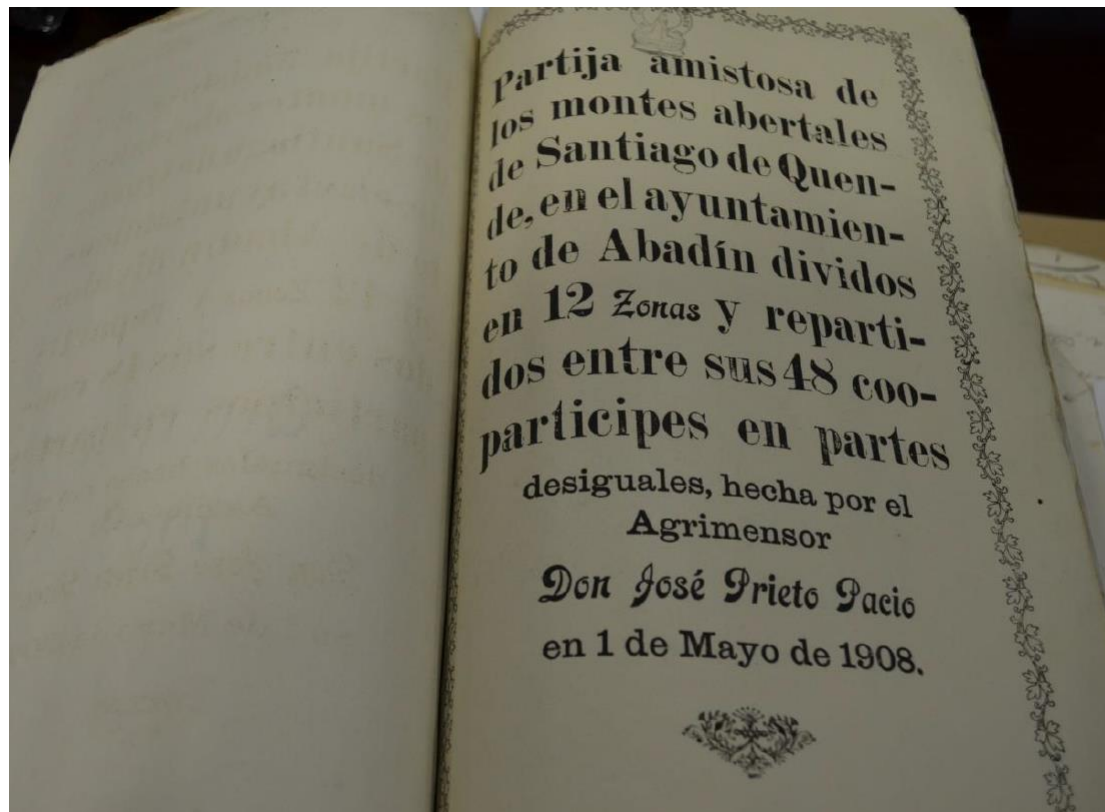 Partija amistosa de
los montes abertales
de Santiago de Quen-
de, en el ayuntamien-
to de Abadín dividos
en 12 Zonas y reparti-
dos entre sus 48 coo-
participes en partes
desiguales, hecha por el
Agrimensor
Don José Prieto Pacio
en 1 de Mayo de 1908.